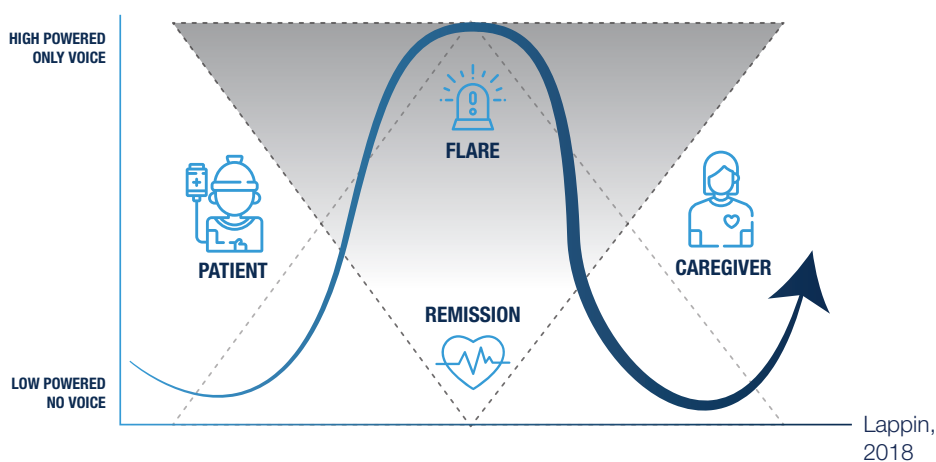 HIGH POWERED
ONLY VOICE
FLARE
PATIENT
CAREGIVER
REMISSION
LOW POWERED
NO VOICE
Lappin,
2018